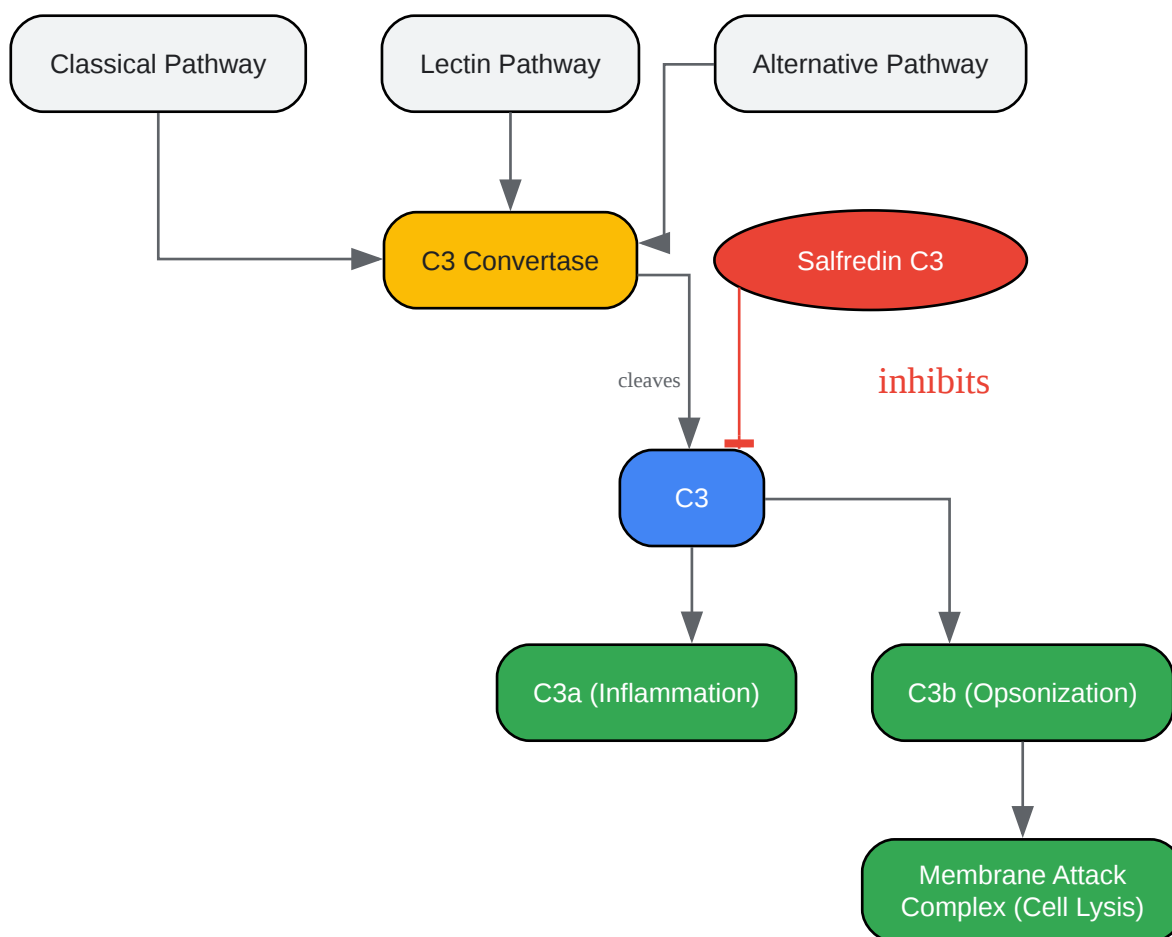 Classical Pathway
Lectin Pathway
Alternative Pathway
C3 Convertase
Salfredin C3
cleaves
inhibits
C3
C3a (Inflammation)
C3b (Opsonization)
Membrane Attack
Complex (Cell Lysis)